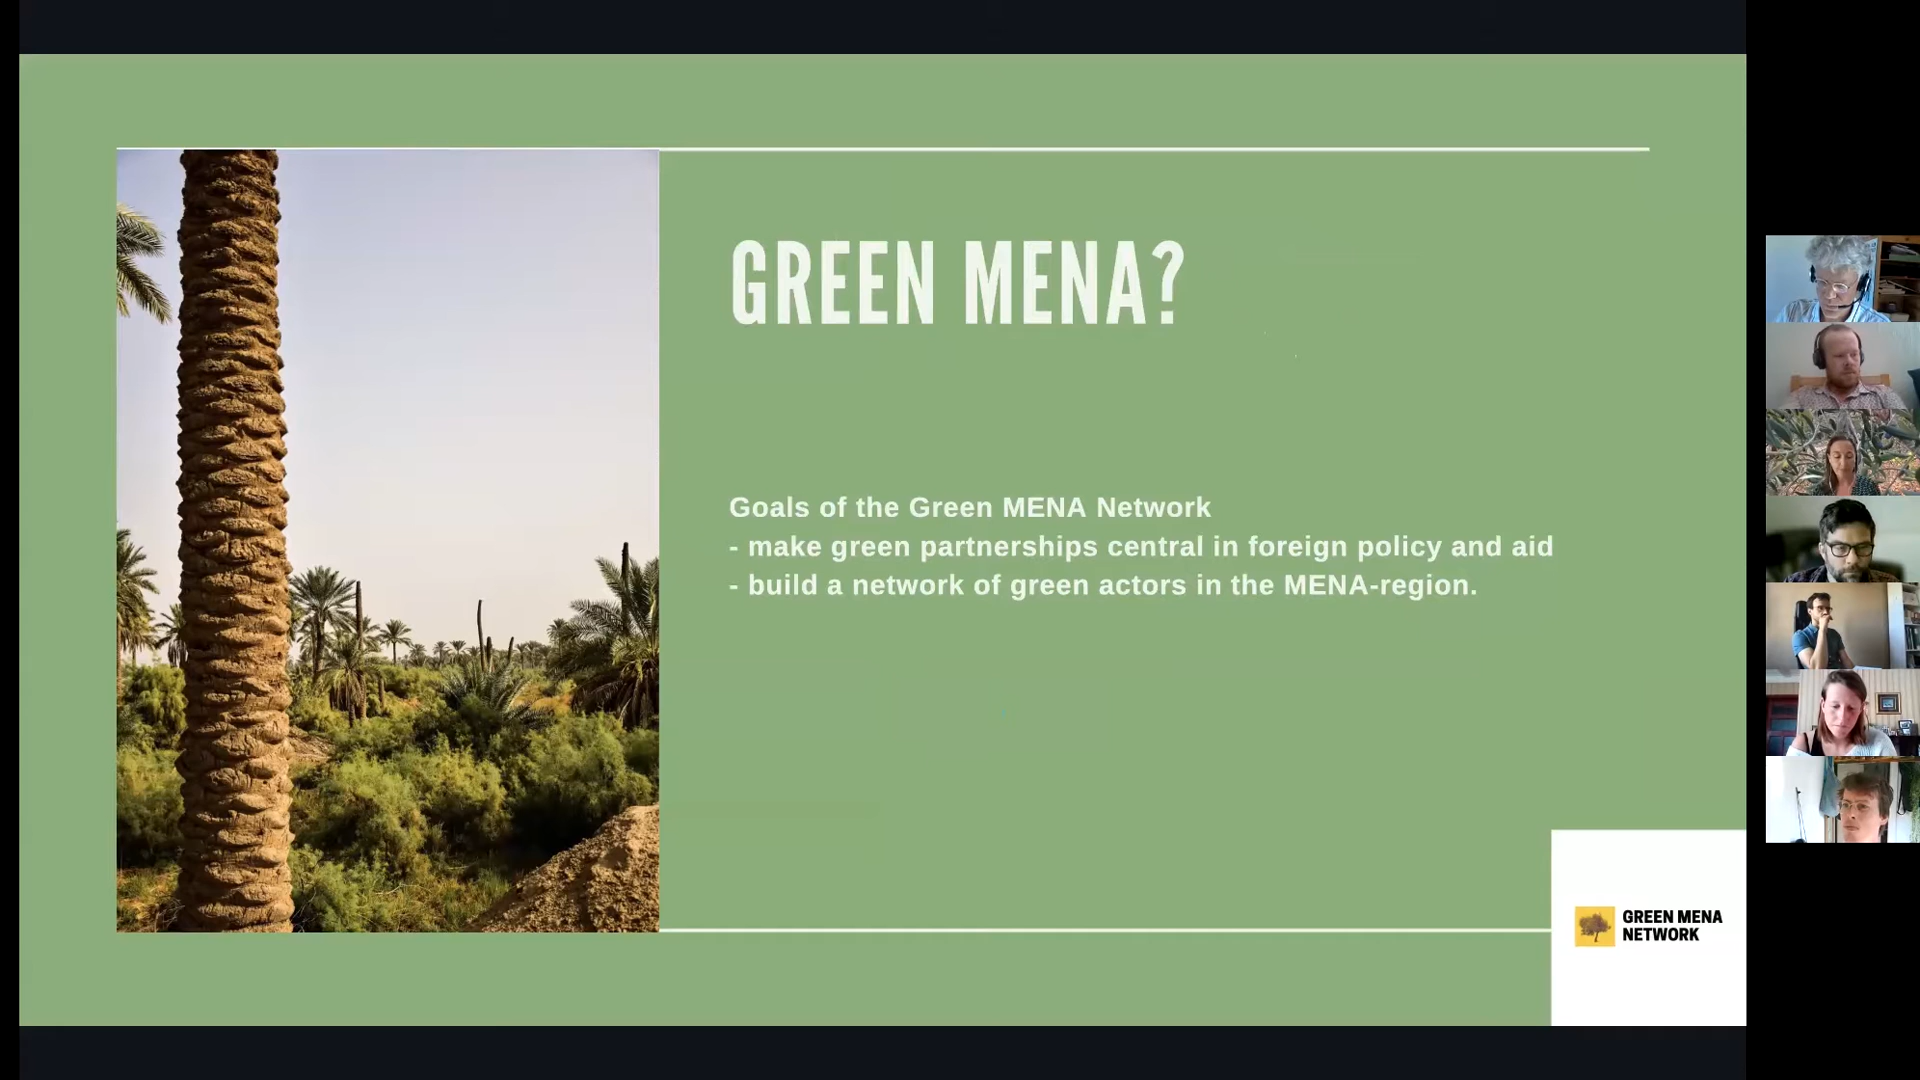 GREEN MENA?
Goals of the Green MENA Network
- make green partnerships central in foreign policy and aid
- build a network of green actors in the MENA-region.
GREEN MENA
NETWORK